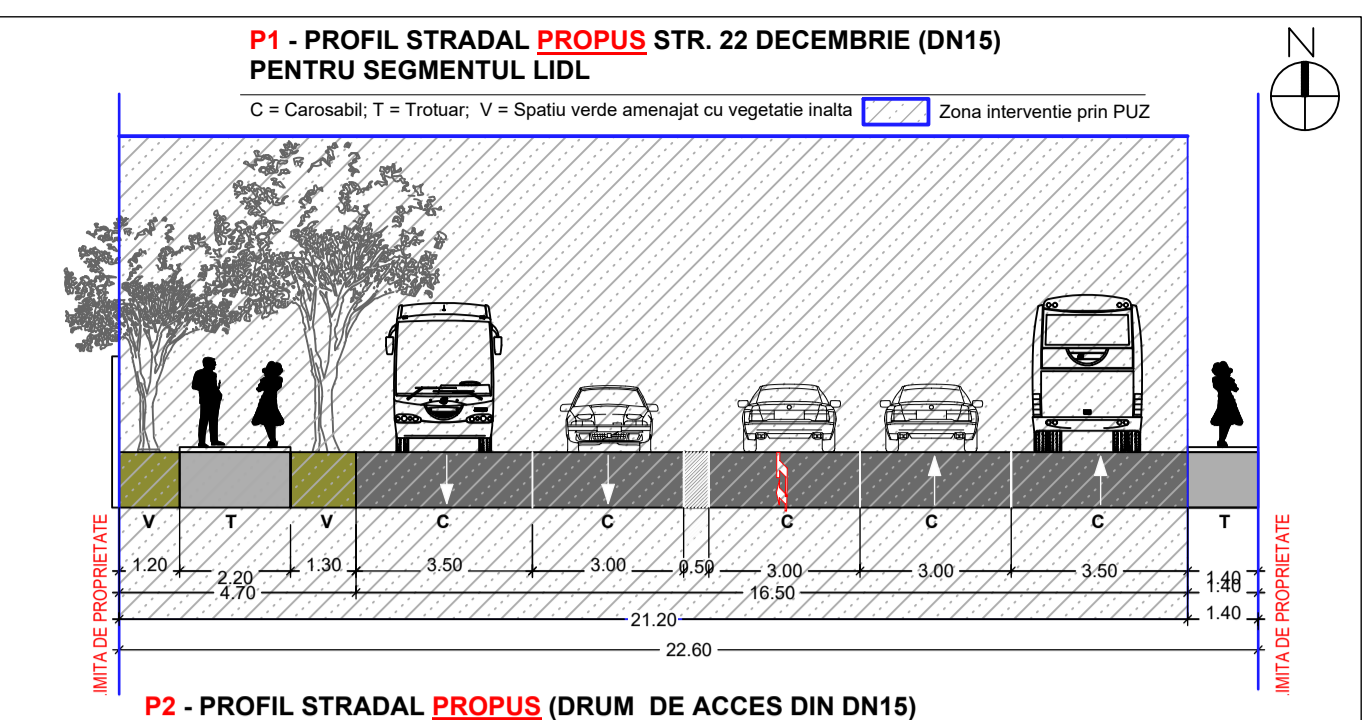 P1 - PROFIL STRADAL PROPUS STR. 22 DECEMBRIE (DN15)
PENTRU SEGMENTUL LIDL
N
C = Carosabil; T = Trotuar; V = Spatiu verde amenajat cu vegetatie inalta
Zona interventie prin PUZ
V T V C C C C C T
1.20 2.20 1.30 3.50 3.00 0.50 3.00 3.00 3.50 1.40
4.70 16.50 1.40
21.20 1.40
22.60
IMITA DE PROPRIETATE
IMITA DE PROPRIETATE
P2 - PROFIL STRADAL PROPUS (DRUM DE ACCES DIN DN15)